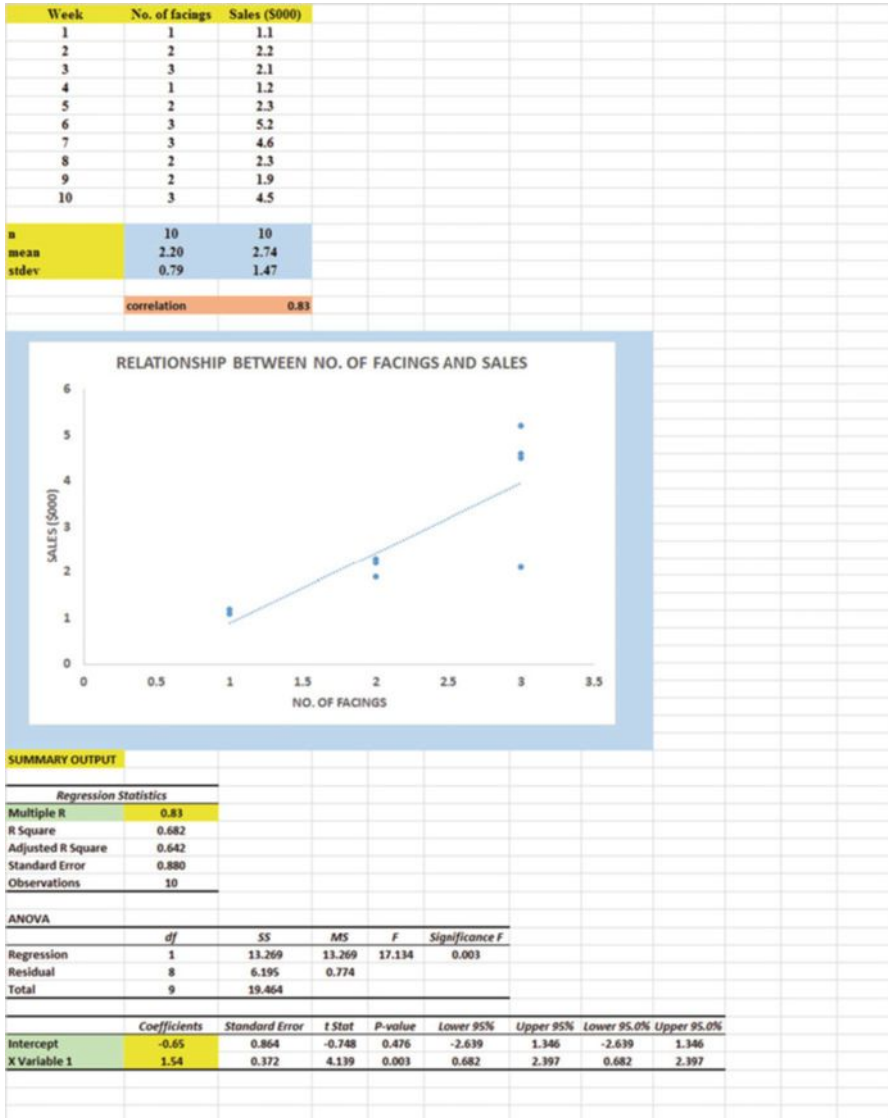 Week No. of facings Sales ($000)
1 1 1.1
2 2 2.2
3 3 2.1
4 1 1.2
5 2 2.3
6 3 5.2
7 3 4.6
8 2 2.3
9 2 1.9
10 3 4.5
n 10 10
mean 2.20 2.74
stdev 0.79 1.47
correlation 0.83
RELATIONSHIP BETWEEN NO. OF FACINGS AND SALES
6
5
4
3
2
1
0
SALES ($000)
0 0.5 1 1.5 2 2.5 3 3.5
NO. OF FACINGS
SUMMARY OUTPUT
Regression Statistics
Multiple R 0.83
R Square 0.682
Adjusted R Square 0.642
Standard Error 0.880
Observations 10
ANOVA
df SS MS F Significance F
Regression 1 13.269 13.269 17.134 0.003
Residual 8 6.195 0.774
Total 9 19.464
Coefficients Standard Error t Stat P-value Lower 95% Upper 95% Lower 95.0% Upper 95.0%
Intercept -0.65 0.864 -0.748 0.476 -2.639 1.346 -2.639 1.346
X Variable 1 1.54 0.372 4.139 0.003 0.682 2.397 0.682 2.397